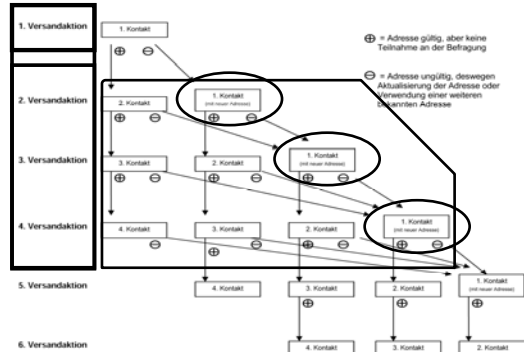 1. Versandaktion
1. Kontakt
⊕ ⊖
⊕ = Adresse gültig, aber keine
Teilnahme an der Befragung
⊖ = Adresse ungültig, deswegen
Aktualisierung der Adresse oder
Verwendung einer weiteren
bekannten Adresse
2. Versandaktion
2. Kontakt
1. Kontakt
(mit neuer Adresse)
⊕ ⊖ ⊕ ⊖
3. Versandaktion
3. Kontakt
2. Kontakt
1. Kontakt
(mit neuer Adresse)
⊕ ⊖ ⊕ ⊖ ⊕ ⊖
4. Versandaktion
4. Kontakt
3. Kontakt
2. Kontakt
1. Kontakt
(mit neuer Adresse)
⊖ ⊕ ⊖ ⊕ ⊖ ⊕ ⊖
5. Versandaktion
4. Kontakt
3. Kontakt
2. Kontakt
1. Kontakt
(mit neuer Adresse)
⊕ ⊕ ⊕
6. Versandaktion
4. Kontakt
3. Kontakt
2. Kontakt